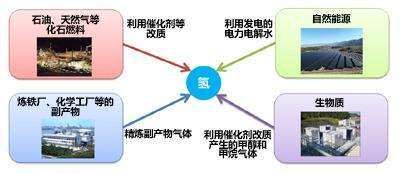 石油、天然气等
化石燃料
利用催化剂等
改质
利用发电的
电力电解水
自然能源
氢
炼铁厂、化学工厂等的
副产物
精炼副产物气体
利用催化剂改质
产生的甲醇和
甲烷气体
生物质